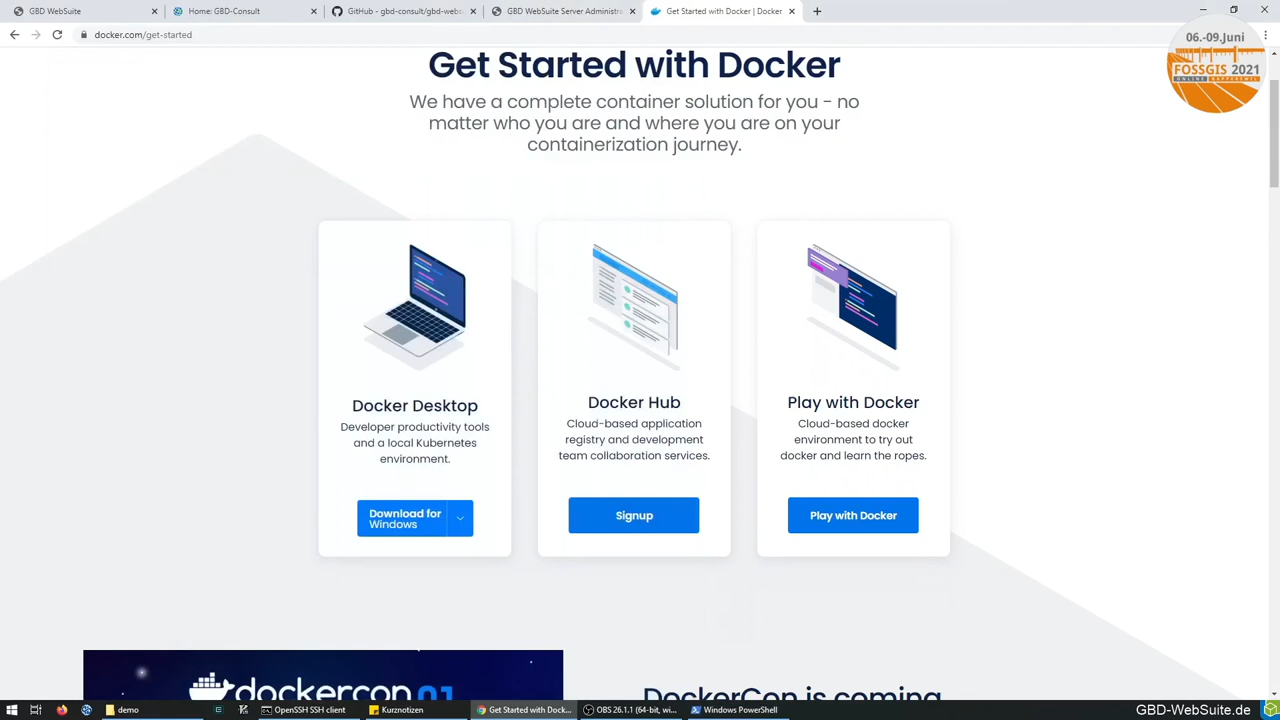 GBD WebSuite
Home: GBD-Consult
GitHub - gbd-consult/gbd-webs
GBD WebSuite Server Administra
Get Started with Docker | Docker
docker.com/get-started
06.-09.Juni
FOSSGIS 2021
ONLINE RAPPERSWIL
Get Started with Docker
We have a complete container solution for you - no
matter who you are and where you are on your
containerization journey.
Docker Desktop
Developer productivity tools
and a local Kubernetes
environment.
Download for
Windows
Docker Hub
Cloud-based application
registry and development
team collaboration services.
Signup
Play with Docker
Cloud-based docker
environment to try out
docker and learn the ropes.
Play with Docker
dockercon
DockerCon is coming
demo
OpenSSH SSH client
Kurznotizen
Get Started with Dock...
OBS 26.1.1 (64-bit, wi...
Windows PowerShell
GBD-WebSuite.de